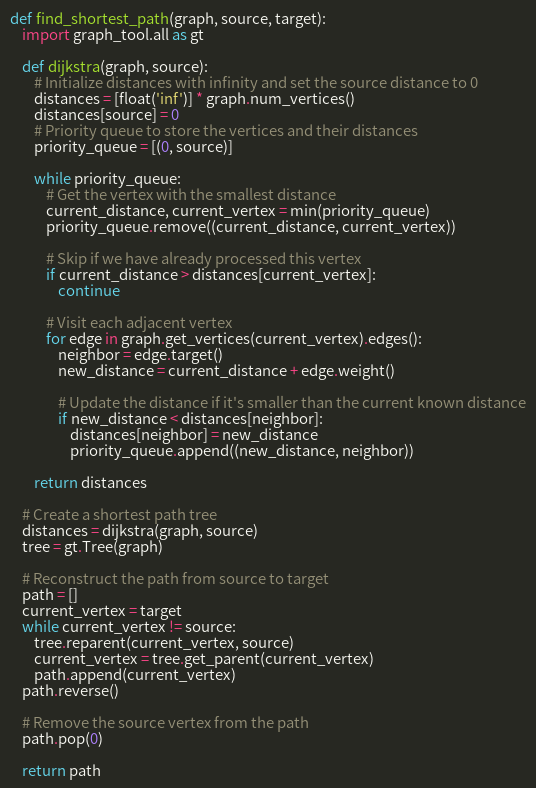 def find_shortest_path(graph, source, target):
    import graph_tool.all as gt

    def dijkstra(graph, source):
        # Initialize distances with infinity and set the source distance to 0
        distances = [float('inf')] * graph.num_vertices()
        distances[source] = 0
        # Priority queue to store the vertices and their distances
        priority_queue = [(0, source)]

        while priority_queue:
            # Get the vertex with the smallest distance
            current_distance, current_vertex = min(priority_queue)
            priority_queue.remove((current_distance, current_vertex))

            # Skip if we have already processed this vertex
            if current_distance > distances[current_vertex]:
                continue

            # Visit each adjacent vertex
            for edge in graph.get_vertices(current_vertex).edges():
                neighbor = edge.target()
                new_distance = current_distance + edge.weight()

                # Update the distance if it's smaller than the current known distance
                if new_distance < distances[neighbor]:
                    distances[neighbor] = new_distance
                    priority_queue.append((new_distance, neighbor))

        return distances

    # Create a shortest path tree
    distances = dijkstra(graph, source)
    tree = gt.Tree(graph)

    # Reconstruct the path from source to target
    path = []
    current_vertex = target
    while current_vertex != source:
        tree.reparent(current_vertex, source)
        current_vertex = tree.get_parent(current_vertex)
        path.append(current_vertex)
    path.reverse()

    # Remove the source vertex from the path
    path.pop(0)

    return path